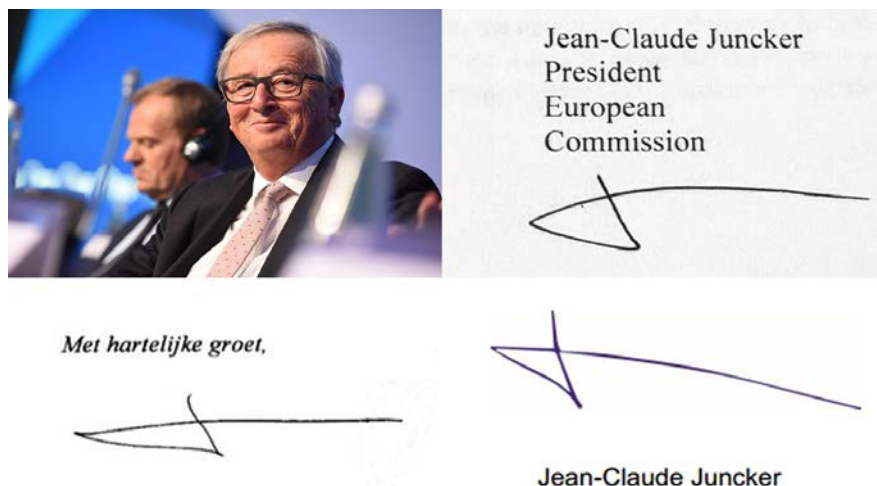 Jean-Claude Juncker
President
European
Commission
Met hartelijke groet,
Jean-Claude Juncker